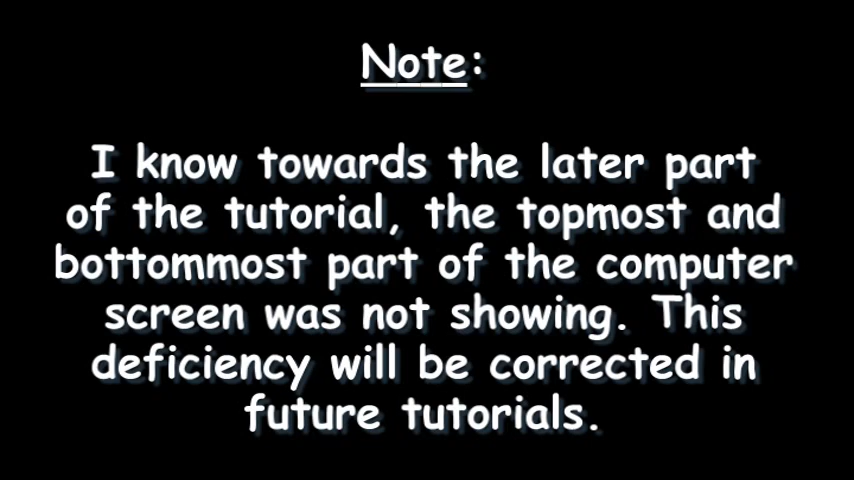 Note:
I know towards the later part
of the tutorial, the topmost and
bottommost part of the computer
screen was not showing. This
deficiency will be corrected in
future tutorials.